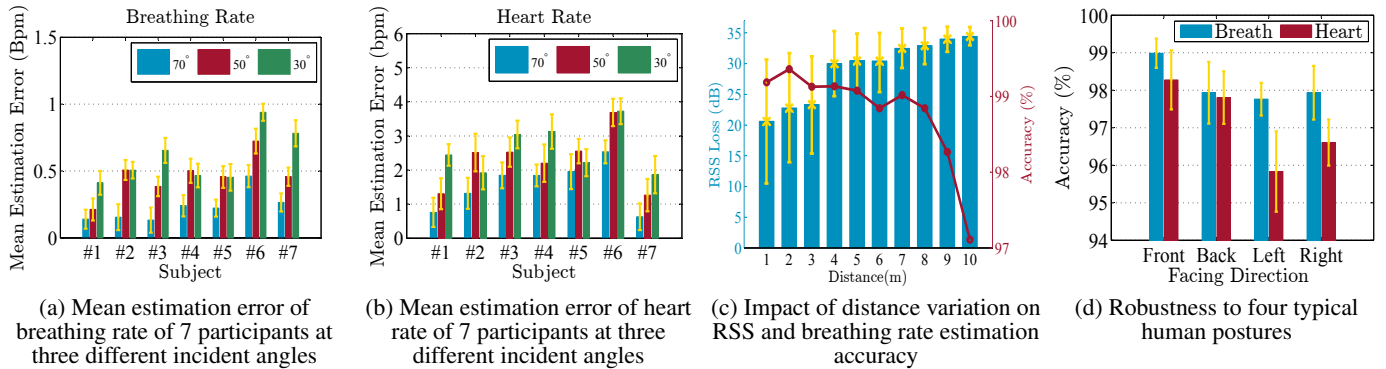 Breathing Rate
Mean Estimation Error (Bpm)
1.5
1
0.5
0
70° 50° 30°
#1 #2 #3 #4 #5 #6 #7
Subject
(a) Mean estimation error of
breathing rate of 7 participants at
three different incident angles
Heart Rate
Mean Estimation Error (bpm)
6
5
4
3
2
1
0
70° 50° 30°
#1 #2 #3 #4 #5 #6 #7
Subject
(b) Mean estimation error of heart
rate of 7 participants at three
different incident angles
RSS Loss (dB)
35
30
25
20
15
10
5
0
100
99
98
97
Accuracy (%)
1 2 3 4 5 6 7 8 9 10
Distance(m)
(c) Impact of distance variation on
RSS and breathing rate estimation
accuracy
Accuracy (%)
100
99
98
97
96
95
94
Breath Heart
Front Back Left Right
Facing Direction
(d) Robustness to four typical
human postures